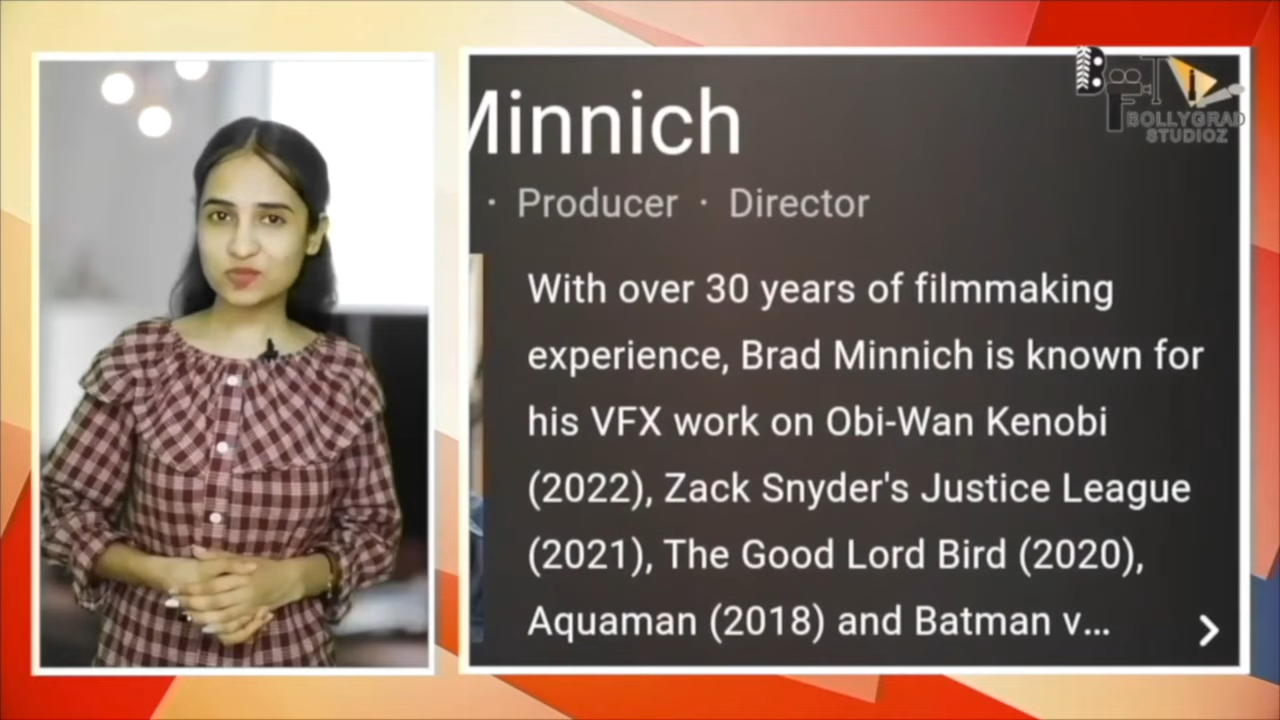 Minnich
· Producer · Director
With over 30 years of filmmaking
experience, Brad Minnich is known for
his VFX work on Obi-Wan Kenobi
(2022), Zack Snyder's Justice League
(2021), The Good Lord Bird (2020),
Aquaman (2018) and Batman v...
BFT
BOLLYGRAD
STUDIOZ